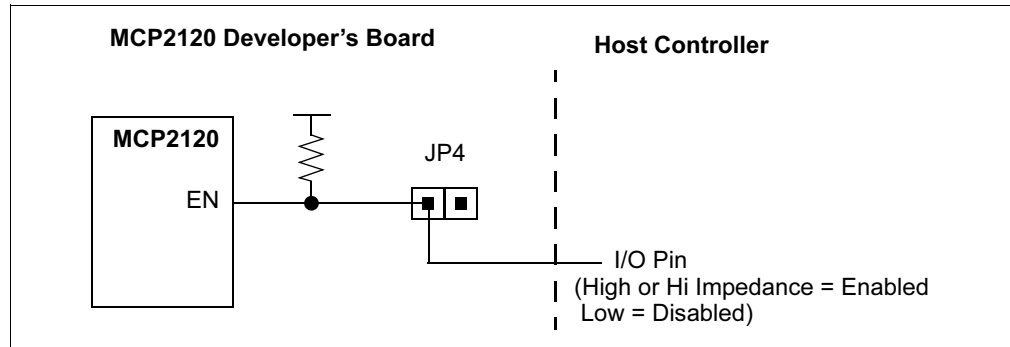 MCP2120 Developer's Board
Host Controller
MCP2120
JP4
EN
I/O Pin
(High or Hi Impedance = Enabled
Low = Disabled)